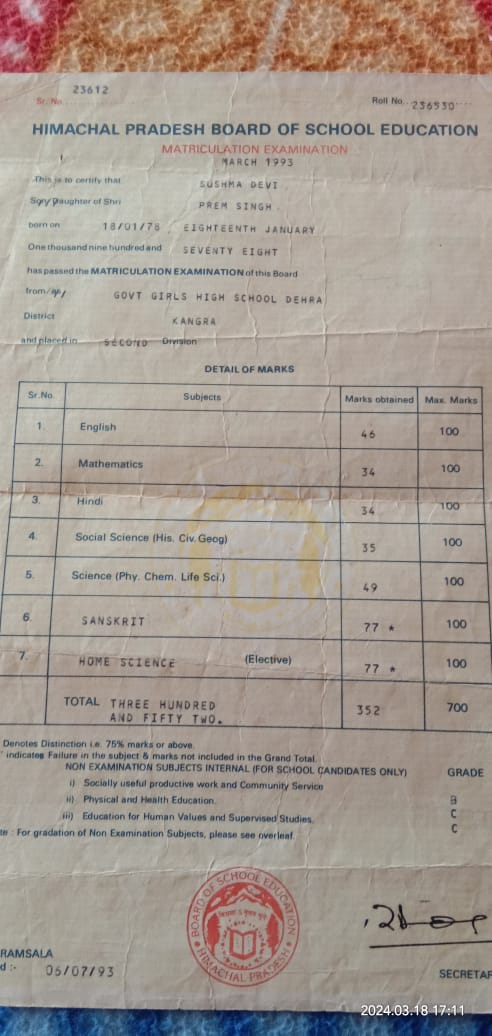 23612
Sr. No.
Roll No. 236530
HIMACHAL PRADESH BOARD OF SCHOOL EDUCATION
MATRICULATION EXAMINATION
MARCH 1993
This is to certify that SUSHMA DEVI
Son/Daughter of Shri PREM SINGH
born on 18/01/78 EIGHTEENTH JANUARY
One thousand nine hundred and SEVENTY EIGHT
has passed the MATRICULATION EXAMINATION of this Board
from/ GOVT GIRLS HIGH SCHOOL DEHRA
District KANGRA
and placed in SECOND Division
DETAIL OF MARKS
Sr.No. Subjects Marks obtained Max. Marks
1. English 46 100
2. Mathematics 34 100
3. Hindi 34 100
4. Social Science (His. Civ. Geog) 35 100
5. Science (Phy. Chem. Life Sci.) 49 100
6. SANSKRIT 77 * 100
7. HOME SCIENCE (Elective) 77 * 100
TOTAL THREE HUNDRED 352 700
AND FIFTY TWO.
Denotes Distinction i.e. 75% marks or above.
indicates Failure in the subject & marks not included in the Grand Total.
NON EXAMINATION SUBJECTS INTERNAL (FOR SCHOOL CANDIDATES ONLY) GRADE
i) Socially useful productive work and Community Service
ii) Physical and Health Education. B
iii) Education for Human Values and Supervised Studies. C
C
te : For gradation of Non Examination Subjects, please see overleaf.
BOARD OF SCHOOL EDUCATION
HIMACHAL PRADESH
RAMSALA
d :- 06/07/93
SECRETAR
2024.03.18 17:11